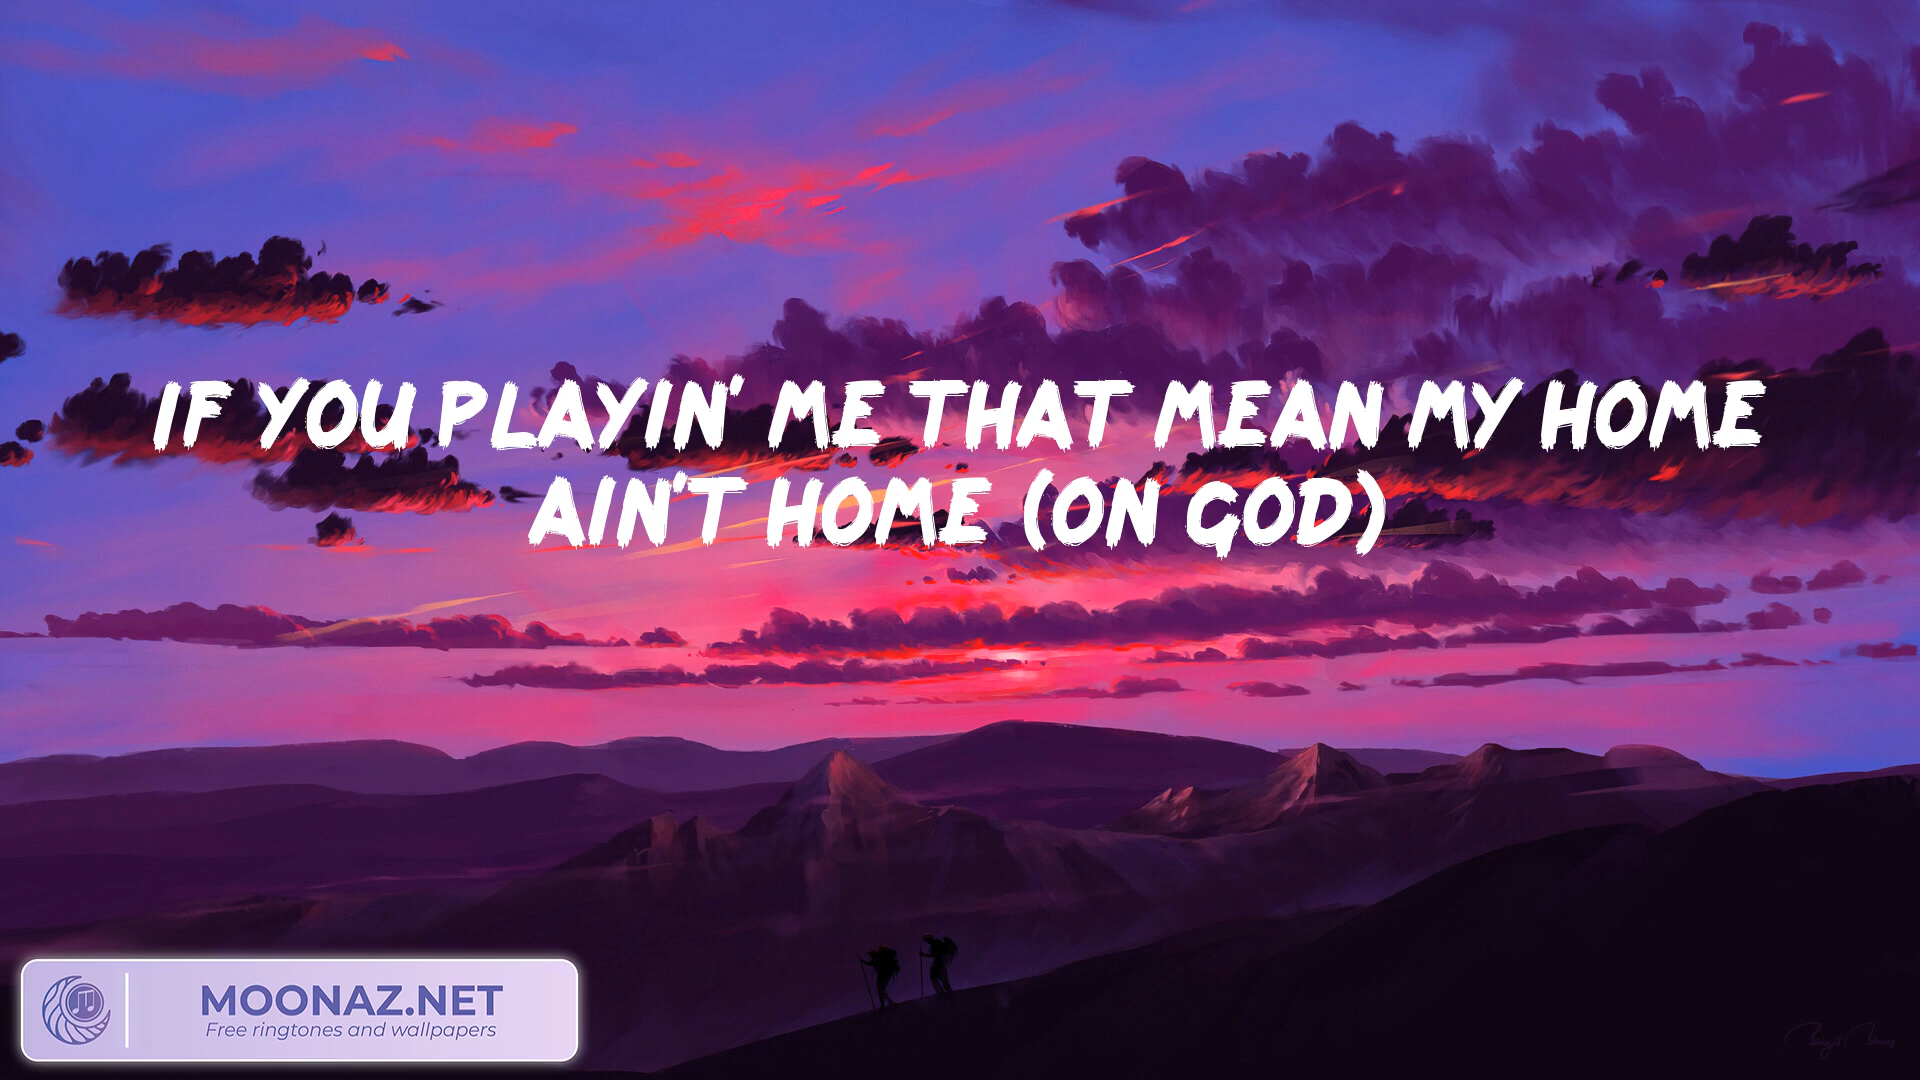 IF YOU PLAYIN' ME THAT MEAN MY HOME
AIN'T HOME (ON GOD)
MOONAZ.NET
Free ringtones and wallpapers